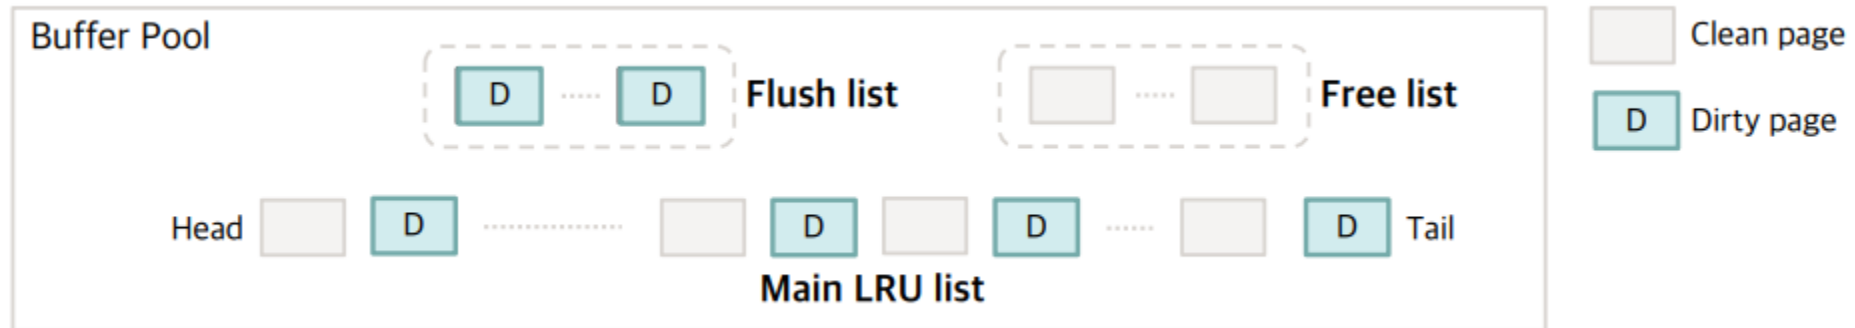 Buffer Pool
D D Flush list
Free list
Clean page
D Dirty page
Head D D D D Tail
Main LRU list